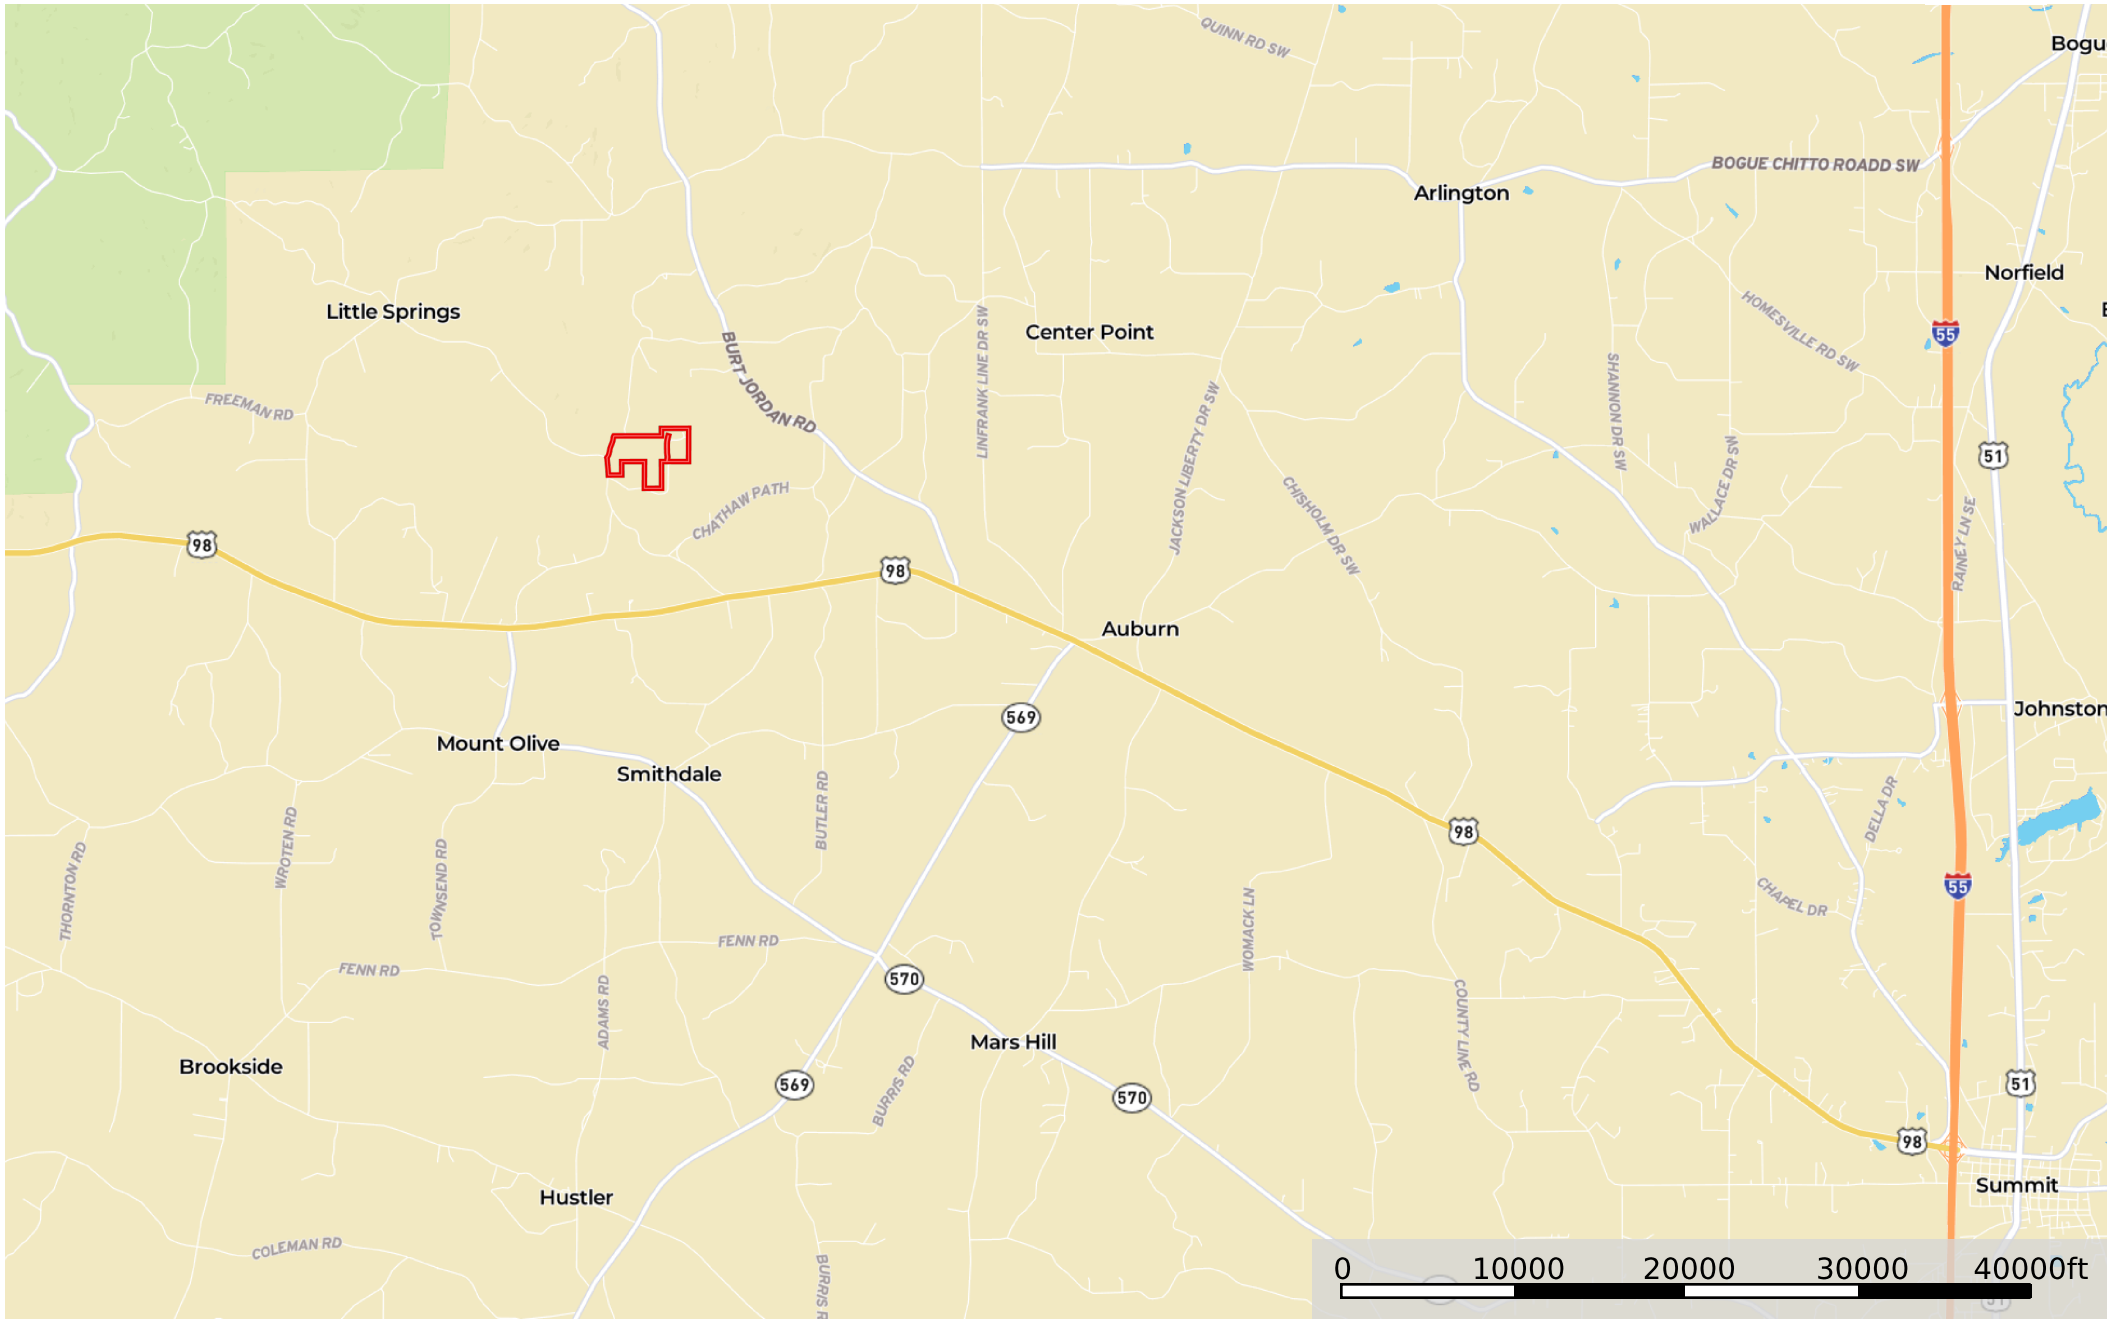 QUINN RD SW
Bogu
BOGUE CHITTO ROADD SW
Arlington
Norfield
Little Springs
HOMESVILLE RD SW
Center Point
55
E
BURT JORDAN RD
LINFRANK LINE DR SW
FREEMAN RD
JACKSON LIBERTY DR SW
SHANNON DR SW
51
WALLACE DR SW
CHATHAW PATH
CHISHOLM DR SW
98
RAINEY LN SE
98
Auburn
569
Johnston
Mount Olive
Smithdale
BUTLER RD
WROTEN RD
98
DELLA DR
THORNTON RD
TOWNSEND RD
55
CHAPEL DR
FENN RD
WOMACK LN
FENN RD
570
ADAMS RD
COUNTY LINE RD
Mars Hill
Brookside
569
BURRIS RD
570
51
98
Summit
Hustler
COLEMAN RD
BURRIS R
0 10000 20000 30000 40000ft
51